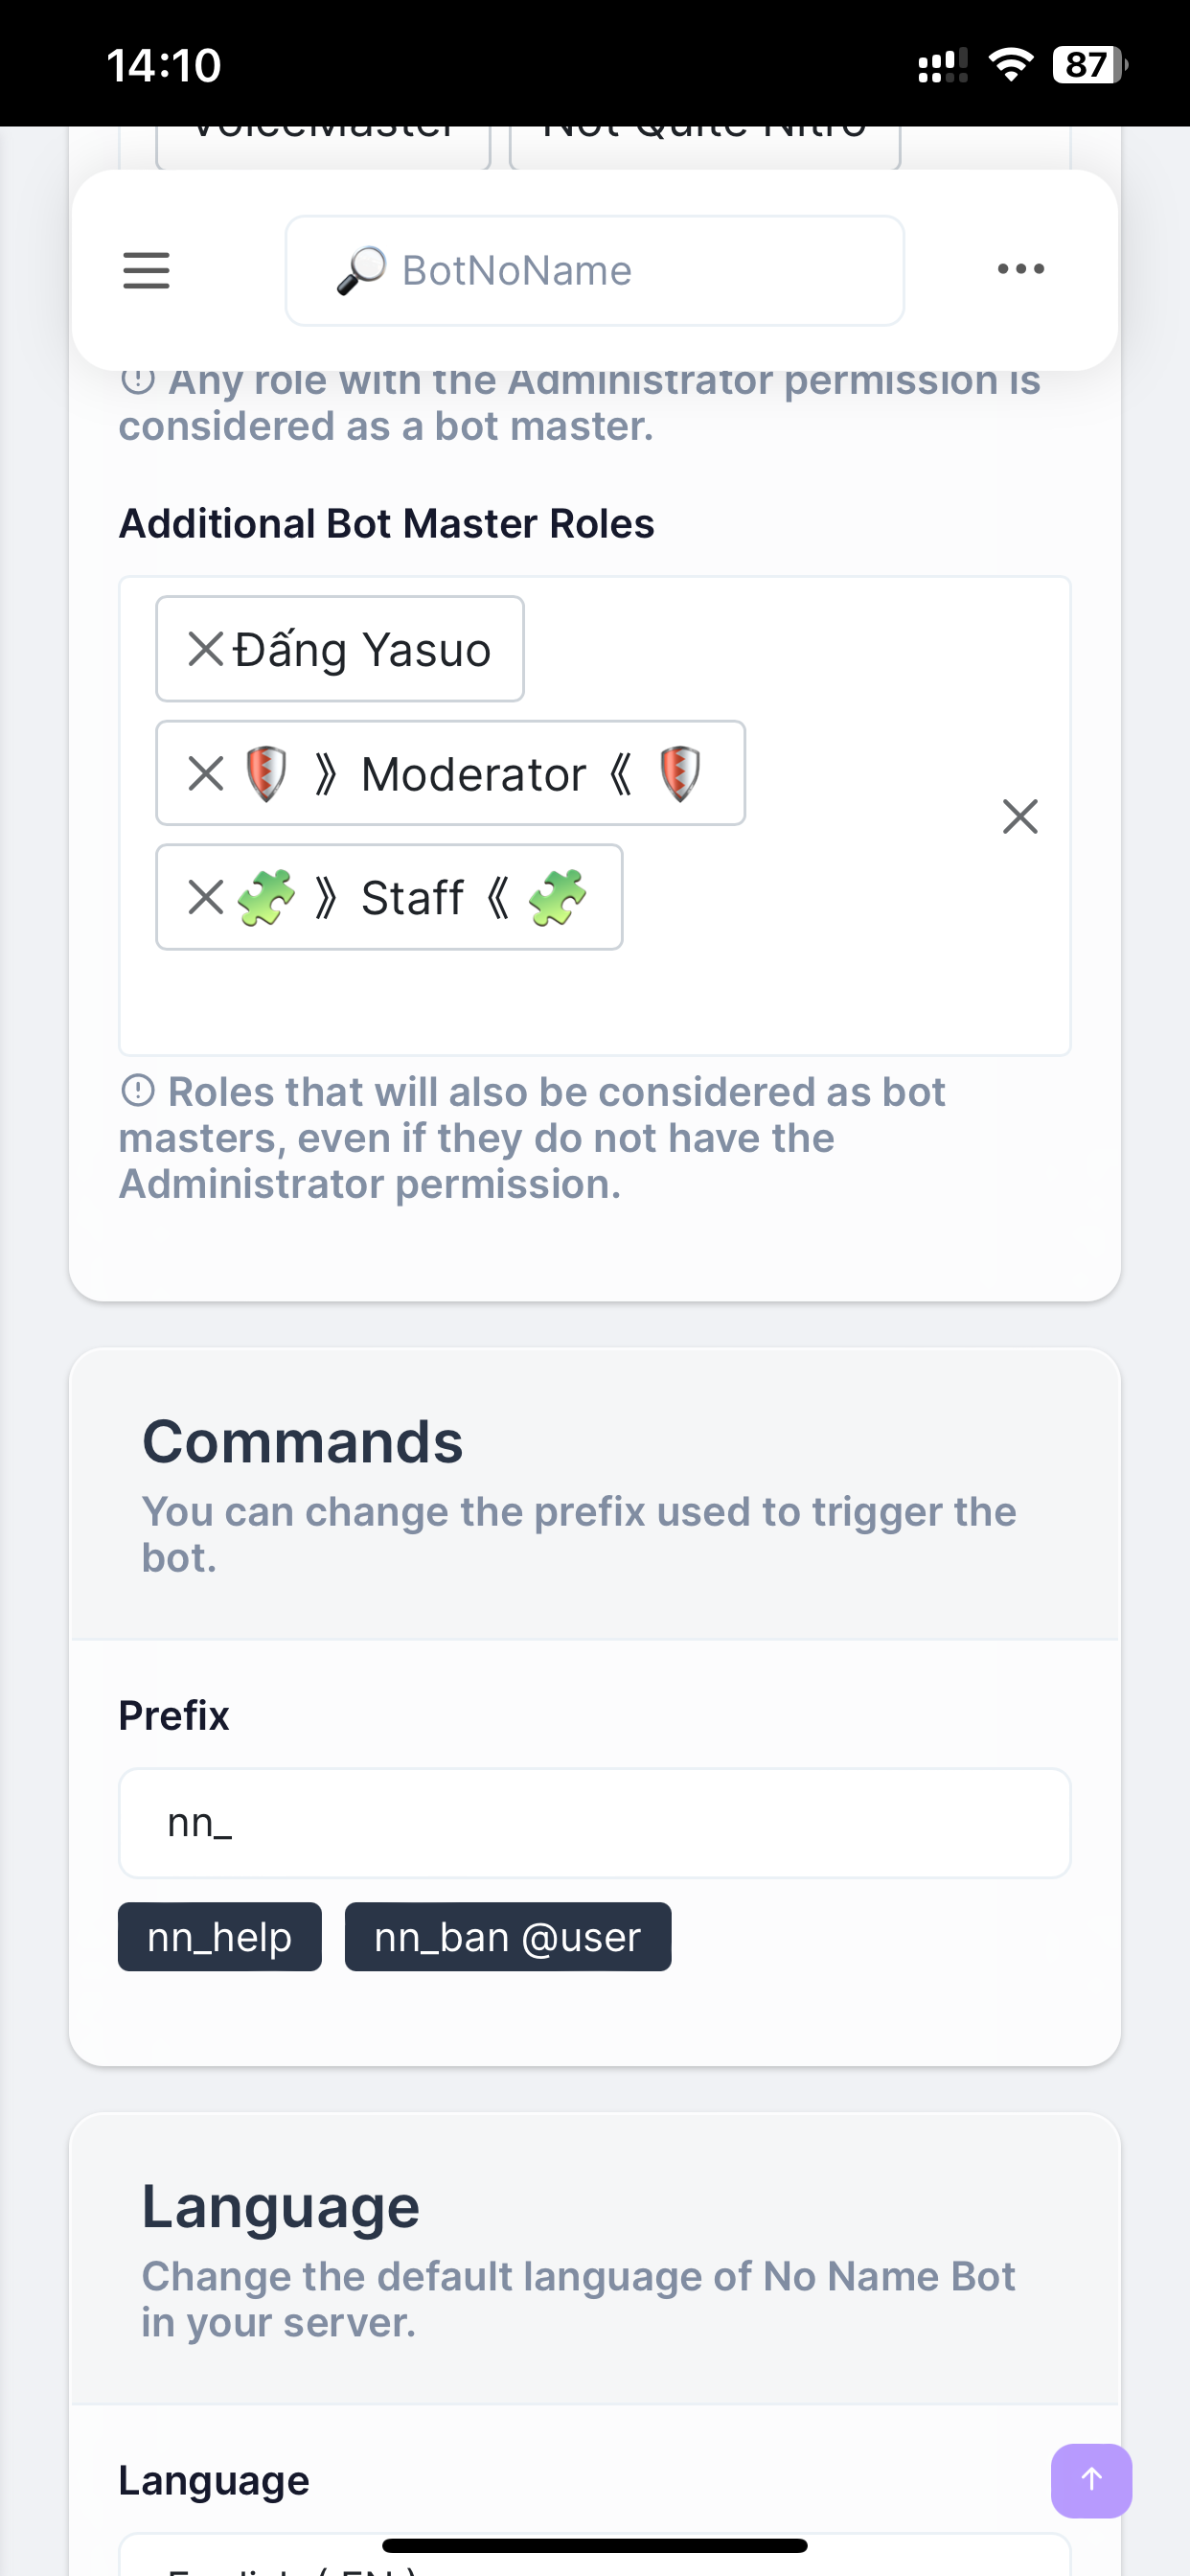 14:10
87
VoiceMaster Not Quite Nitro
BotNoName
Any role with the Administrator permission is
considered as a bot master.
Additional Bot Master Roles
Đấng Yasuo
》 Moderator 《
》 Staff 《
Roles that will also be considered as bot
masters, even if they do not have the
Administrator permission.
Commands
You can change the prefix used to trigger the
bot.
Prefix
nn_
nn_help nn_ban @user
Language
Change the default language of No Name Bot
in your server.
Language
English ( EN )